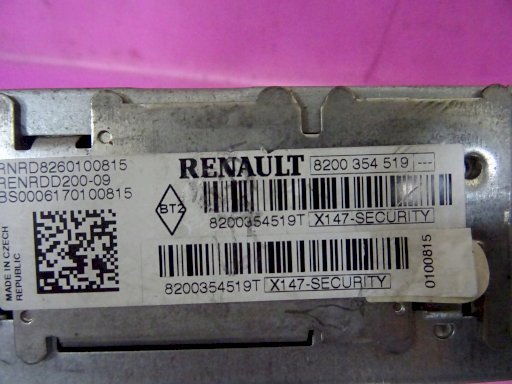 RNRD8260100815
RENRDD200-09
BS0006170100815
RENAULT
8200 354 519 ---
BTZ
8200354519T X147-SECURITY
MADE IN CZECH
REPUBLIC
8200354519T X147-SECURITY
0100815